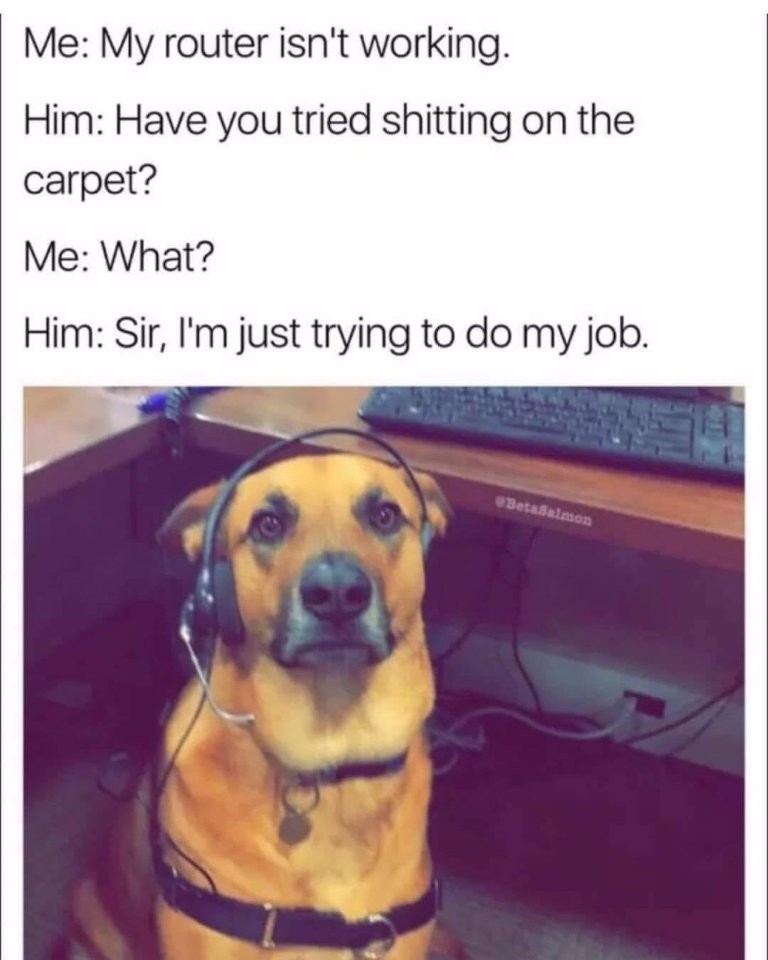 Me: My router isn't working.
Him: Have you tried shitting on the
carpet?
Me: What?
Him: Sir, I'm just trying to do my job.
@BetaSalmon